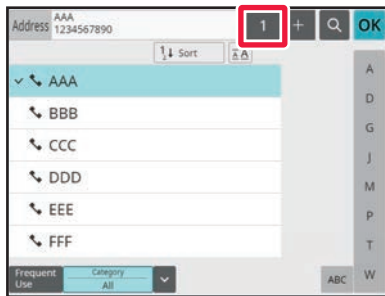 Address AAA
1234567890
1 + OK
Sort
AAA
BBB
CCC
DDD
EEE
FFF
A
D
G
J
M
P
T
W
Frequent
Use
Category
All
ABC